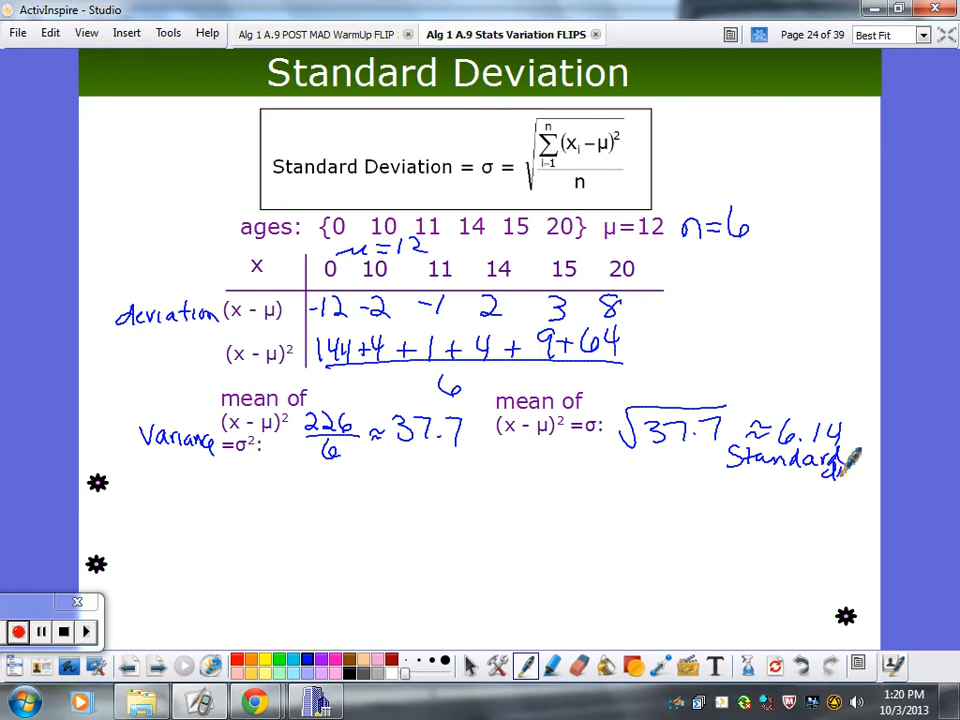 ActivInspire - Studio
File Edit View Insert Tools Help
Alg 1 A.9 POST MAD WarmUp FLIP
Alg 1 A.9 Stats Variation FLIPS
Page 24 of 39
Best Fit
Standard Deviation
Standard Deviation = σ = √(∑ n i–1 (xᵢ – μ)² / n)
ages: {0 10 11 14 15 20} μ=12 n=6
μ=12
x 0 10 11 14 15 20
deviation (x - μ) -12 -2 -1 2 3 8
(x - μ)² 144+4 + 1 + 4 + 9+64
6
mean of
(x - μ)²
=σ²:
Variance 226/6 ≈ 37.7
mean of
(x - μ)² =σ: √37.7 ≈ 6.14
Standard
1:20 PM
10/3/2013